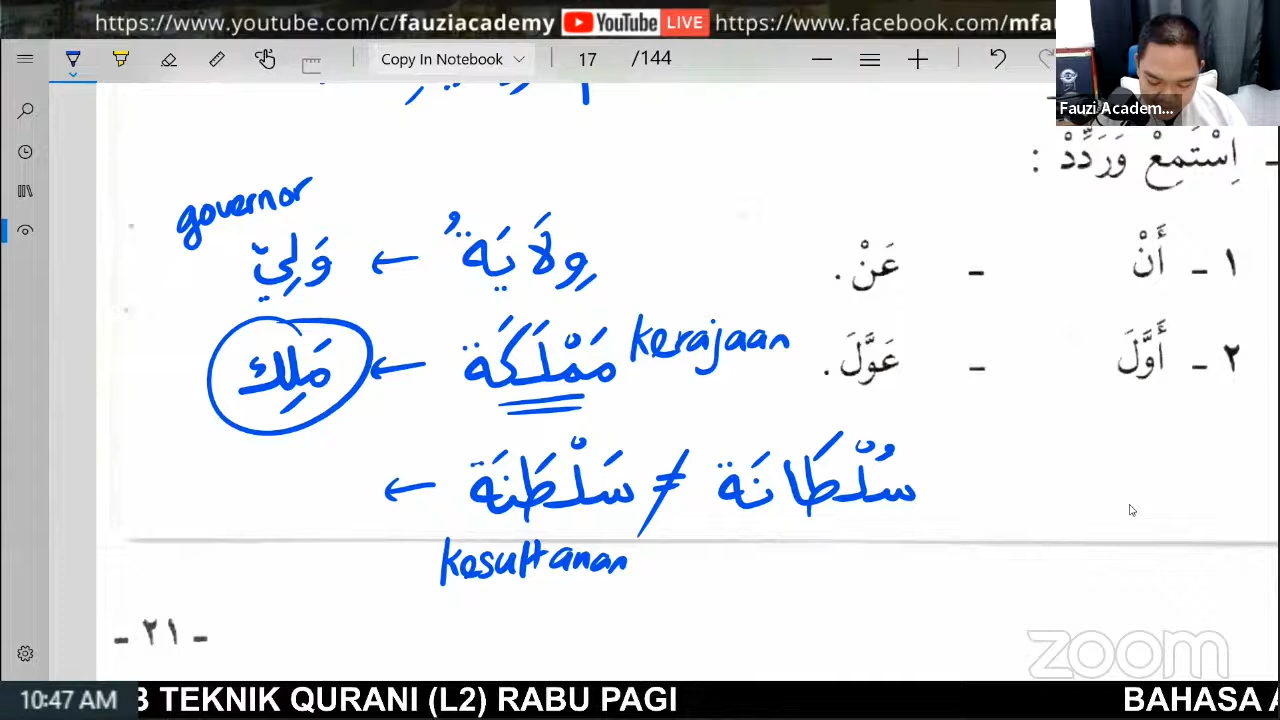 https://www.youtube.com/c/fauziacademy YouTube LIVE https://www.facebook.com/mfau
Copy In Notebook 17 /144
Fauzi Academ...
- اِسْتَمِعْ وَرَدِّدْ :
governor
وِلَايَةٌ ← وَلِيّ
١ - أَنْ - عَنْ .
مَمْلَكَة kerajaan ← مَلِك
٢ - أَوَّلَ - عَوَّلَ .
سُلْطَانَة ≠ سَلْطَنَة ←
kesultanan
- ٢١ -
zoom
10:47 AM 3 TEKNIK QURANI (L2) RABU PAGI BAHASA A